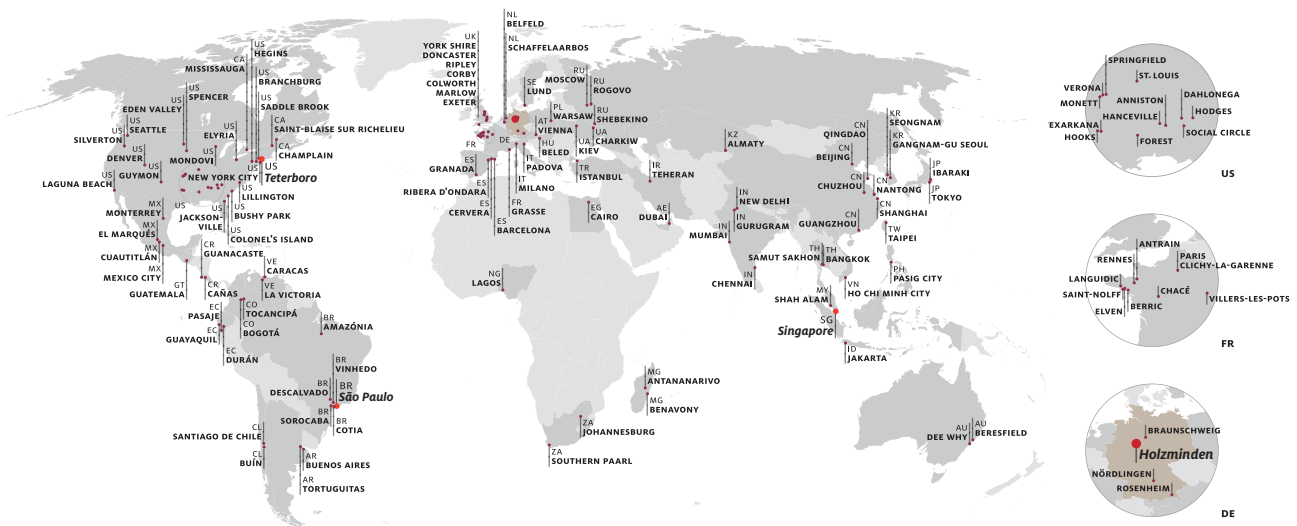 NL
BELFELD
NL
SCHAFFELAARBOS
UK
YORK SHIRE
DONCASTER
RIPLEY
CORBY
COLWORTH
MARLOW
EXETER
US
HEGINS
CA
MISSISSAUGA
US
BRANCHBURG
US
SPENCER
US
EDEN VALLEY
US
SADDLE BROOK
US
SEATTLE
US
SILVERTON
US
ELYRIA
CA
SAINT-BLAISE SUR RICHELIEU
CA
CHAMPLAIN
US
DENVER
US
MONDOVI
US
GUYMON
US
NEW YORK CITY
US
Teterboro
US
LAGUNA BEACH
US
LILLINGTON
US
BUSHY PARK
US
JACKSON-
VILLE
US
COLONEL'S ISLAND
MX
MONTERREY
MX
EL MARQUÉS
MX
CUAUTITLÁN
MX
MEXICO CITY
GT
GUATEMALA
CR
GUANACASTE
CR
CAÑAS
VE
CARACAS
VE
LA VICTORIA
CO
TOCANCIPÁ
CO
BOGOTÁ
EC
PASAJE
EC
GUAYAQUIL
EC
DURÁN
BR
AMAZÓNIA
BR
VINHEDO
BR
DESCALVADO
BR
São Paulo
BR
SOROCABA
BR
COTIA
CL
SANTIAGO DE CHILE
CL
BUÍN
AR
BUENOS AIRES
AR
TORTUGUITAS
SE
LUND
RU
MOSCOW
RU
ROGOVO
PL
WARSAW
RU
SHEBEKINO
AT
VIENNA
UA
CHARKIW
HU
BELED
UA
KIEV
FR
DE
IT
PADOVA
IT
MILANO
TR
ISTANBUL
ES
GRANADA
ES
RIBERA D'ONDARA
ES
CERVERA
ES
BARCELONA
FR
GRASSE
EG
CAIRO
IR
TEHERAN
AE
DUBAI
NG
LAGOS
MG
ANTANANARIVO
MG
BENAVONY
ZA
JOHANNESBURG
ZA
SOUTHERN PAARL
KZ
ALMATY
IN
NEW DELHI
IN
GURUGRAM
IN
MUMBAI
IN
CHENNAI
CN
QINGDAO
CN
BEIJING
KR
SEONGNAM
KR
GANGNAM-GU SEOUL
JP
IBARAKI
JP
TOKYO
CN
CHUZHOU
CN
NANTONG
CN
SHANGHAI
CN
GUANGZHOU
TW
TAIPEI
TH
SAMUT SAKHON
TH
BANGKOK
PH
PASIG CITY
VN
HO CHI MINH CITY
MY
SHAH ALAM
SG
Singapore
ID
JAKARTA
AU
DEE WHY
AU
BERESFIELD
SPRINGFIELD
ST. LOUIS
VERONA
MONETT
DAHLONEGA
ANNISTON
HODGES
HANCEVILLE
EXARKANA
HOOKS
SOCIAL CIRCLE
FOREST
US
ANTRAIN
RENNES
PARIS
CLICHY-LA-GARENNE
LANGUIDIC
SAINT-NOLFF
CHACÉ
BERRIC
ELVEN
VILLERS-LES-POTS
FR
BRAUNSCHWEIG
Holzminden
NÖRDLINGEN
ROSENHEIM
DE